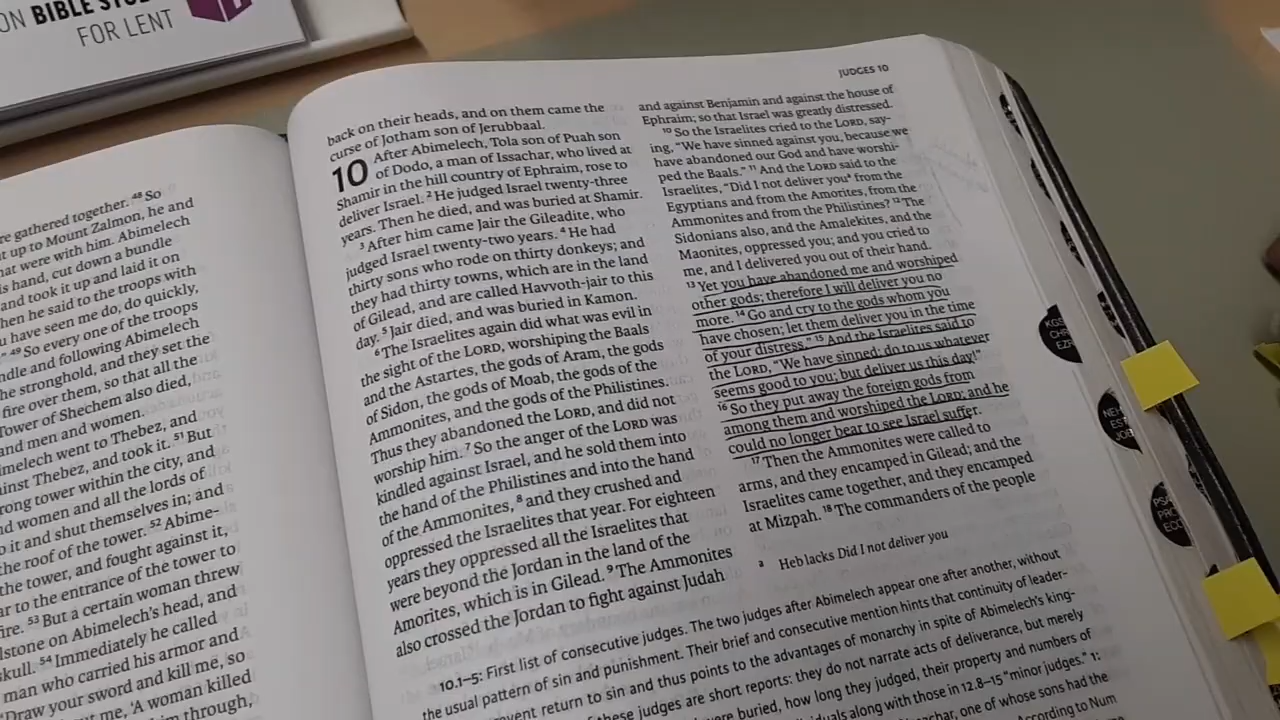 ON BIBLE STU
FOR LENT
JUDGES 10
gathered together. 48 So
up to Mount Zalmon, he and
were with him. Abimelech
hand, cut down a bundle
and took it up and laid it on
he said to the troops with
have seen me do, do quickly,
49 So every one of the troops
and following Abimelech
stronghold, and they set the
fire over them, so that all the
Tower of Shechem also died,
men and women.
went to Thebez, and
Thebez, and took it. 51 But
tower within the city, and
women and all the lords of
it and shut themselves in; and
the roof of the tower. 52 Abime-
the tower, and fought against it,
to the entrance of the tower to
fire. 53 But a certain woman threw
on Abimelech's head, and
skull. 54 Immediately he called
man who carried his armor and
"Draw your sword and kill me, so
me, 'A woman killed
through,
back on their heads, and on them came the
curse of Jotham son of Jerubbaal.
10 After Abimelech, Tola son of Puah son
of Dodo, a man of Issachar, who lived at
Shamir in the hill country of Ephraim, rose to
deliver Israel. 2 He judged Israel twenty-three
years. Then he died, and was buried at Shamir.
3 After him came Jair the Gileadite, who
judged Israel twenty-two years. 4 He had
thirty sons who rode on thirty donkeys; and
they had thirty towns, which are in the land
of Gilead, and are called Havvoth-jair to this
day. 5 Jair died, and was buried in Kamon.
6 The Israelites again did what was evil in
the sight of the LORD, worshiping the Baals
and the Astartes, the gods of Aram, the gods
of Sidon, the gods of Moab, the gods of the
Ammonites, and the gods of the Philistines.
Thus they abandoned the LORD, and did not
worship him. 7 So the anger of the LORD was
kindled against Israel, and he sold them into
the hand of the Philistines and into the hand
of the Ammonites, 8 and they crushed and
oppressed the Israelites that year. For eighteen
years they oppressed all the Israelites that
were beyond the Jordan in the land of the
Amorites, which is in Gilead. 9 The Ammonites
also crossed the Jordan to fight against Judah
and against Benjamin and against the house of
Ephraim; so that Israel was greatly distressed.
10 So the Israelites cried to the LORD, say-
ing, "We have sinned against you, because we
have abandoned our God and have worshi-
ped the Baals." 11 And the LORD said to the
Israelites, "Did I not deliver you a from the
Egyptians and from the Amorites, from the
Ammonites and from the Philistines? 12 The
Sidonians also, and the Amalekites, and the
Maonites, oppressed you; and you cried to
me, and I delivered you out of their hand.
13 Yet you have abandoned me and worshiped
other gods; therefore I will deliver you no
more. 14 Go and cry to the gods whom you
have chosen; let them deliver you in the time
of your distress." 15 And the Israelites said to
the LORD, "We have sinned; do to us whatever
seems good to you; but deliver us this day!"
16 So they put away the foreign gods from
among them and worshiped the LORD; and he
could no longer bear to see Israel suffer.
17 Then the Ammonites were called to
arms, and they encamped in Gilead; and the
Israelites came together, and they encamped
at Mizpah. 18 The commanders of the people
a Heb lacks Did I not deliver you
10.1–5: First list of consecutive judges. The two judges after Abimelech appear one after another, without
the usual pattern of sin and punishment. Their brief and consecutive mention hints that continuity of leader-
return to sin and thus points to the advantages of monarchy in spite of Abimelech's king-
these judges are short reports: they do not narrate acts of deliverance, but merely
were buried, how long they judged, their property and numbers of
along with those in 12.8–15 "minor judges." 1:
one of whose sons had the
According to Num
KGS
CHR
EZR
NEH
EST
JOB
PSA
PRO
ECC